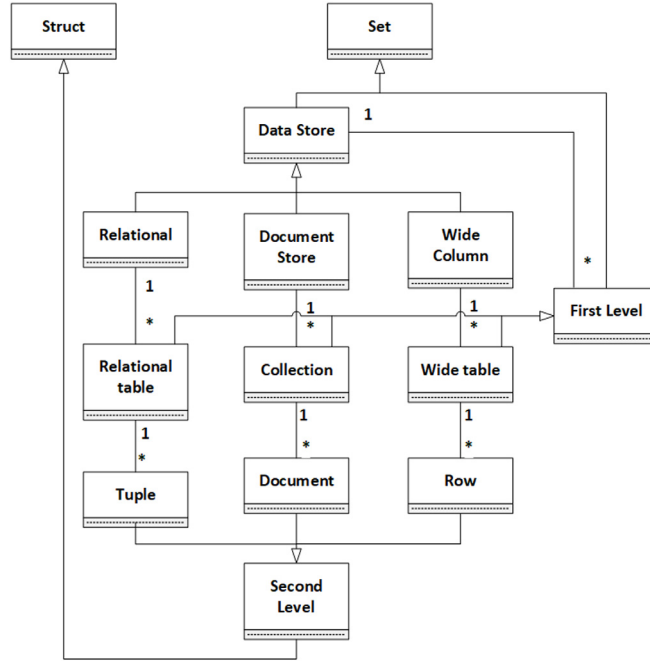 Struct
Set
Data Store
1
Relational
Document
Store
Wide
Column
1
*
1
*
1
*
*
First Level
Relational
table
Collection
Wide table
1
*
1
*
1
*
Tuple
Document
Row
Second
Level